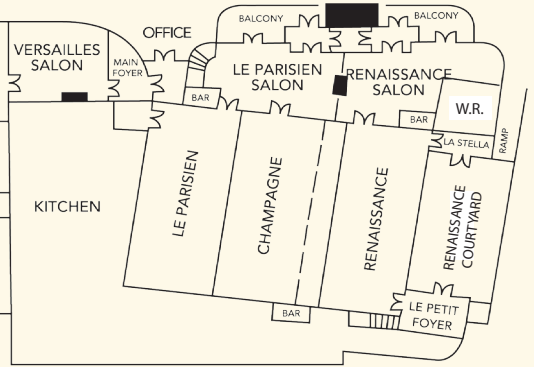 BALCONY
BALCONY
OFFICE
VERSAILLES
SALON
MAIN
FOYER
LE PARISIEN
SALON
RENAISSANCE
SALON
BAR
BAR
W.R.
LA STELLA
RAMP
KITCHEN
LE PARISIEN
CHAMPAGNE
RENAISSANCE
RENAISSANCE
COURTYARD
BAR
LE PETIT
FOYER